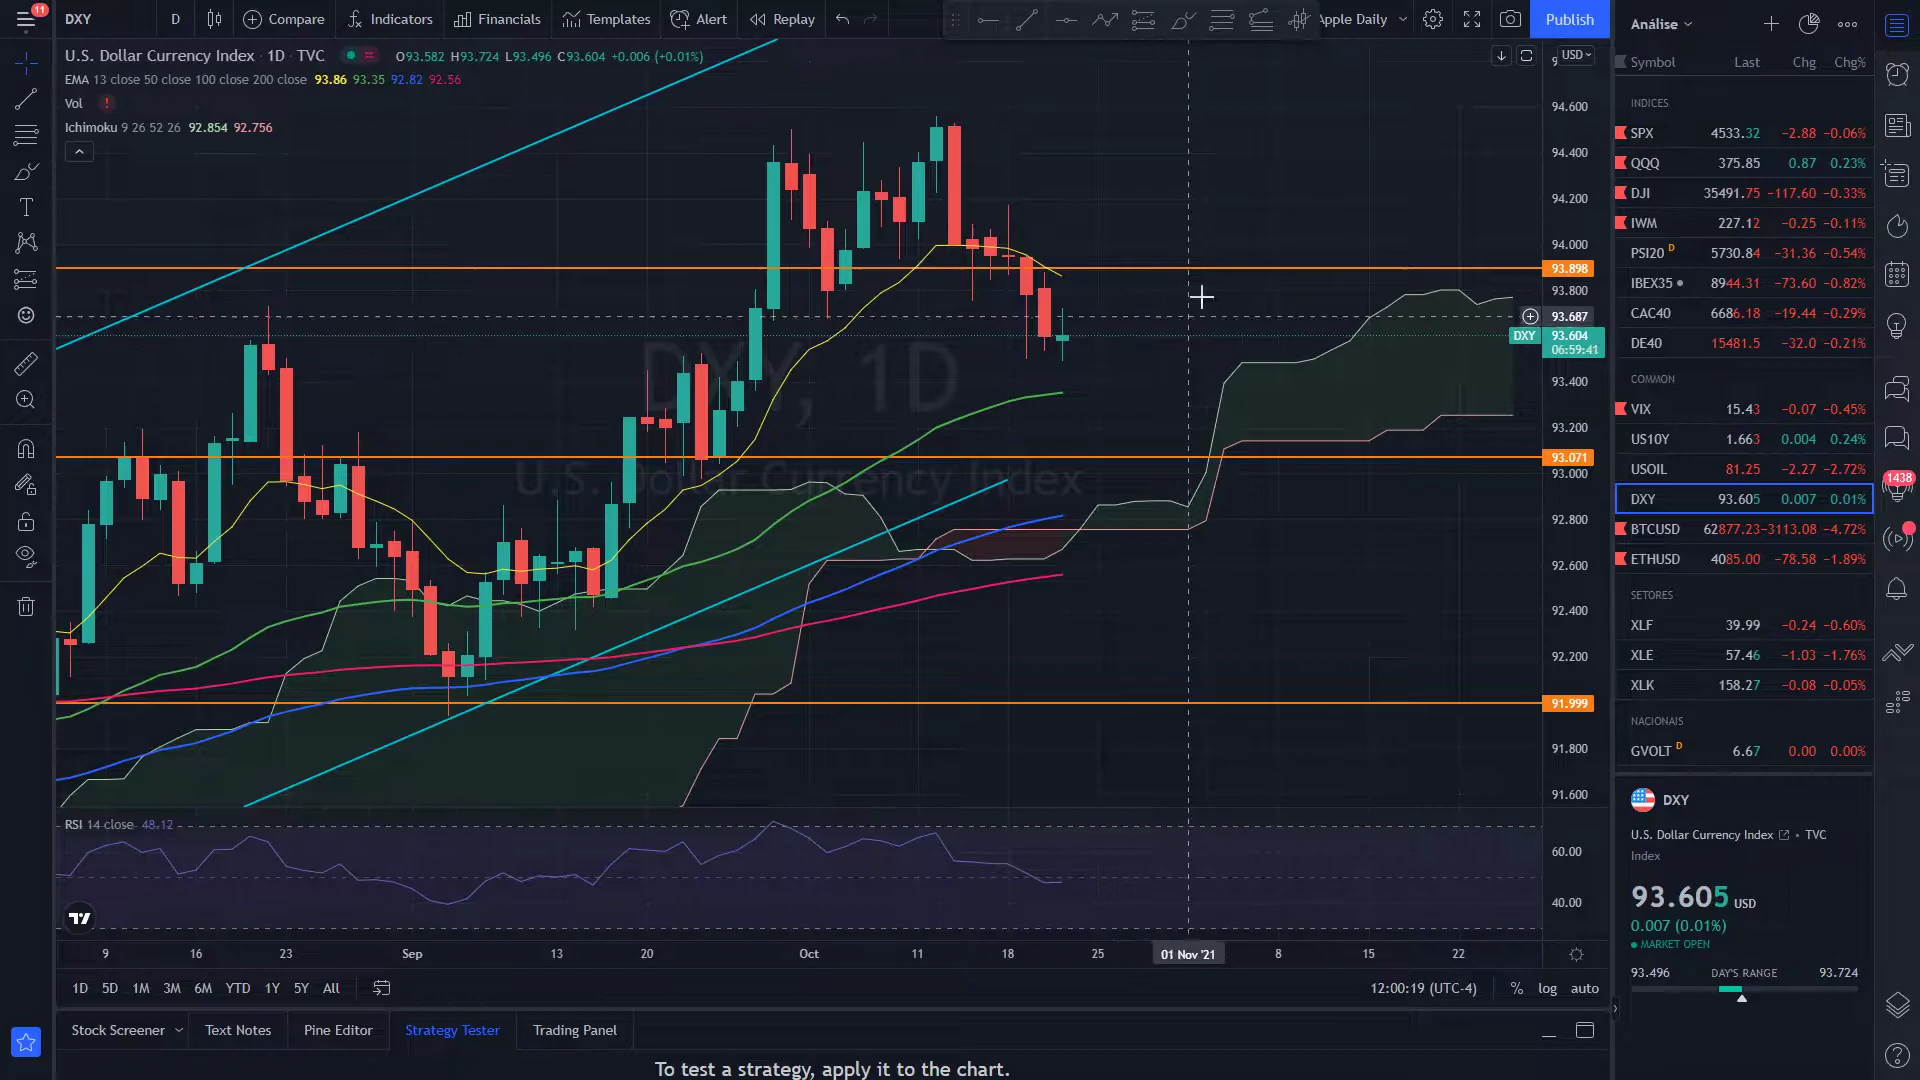 11
DXY
D
Compare
Indicators
Financials
Templates
Alert
Replay
Apple Daily
Publish
U.S. Dollar Currency Index · 1D · TVC
O93.582 H93.724 L93.496 C93.604 +0.006 (+0.01%)
EMA 13 close 50 close 100 close 200 close 93.86 93.35 92.82 92.56
Vol !
Ichimoku 9 26 52 26 92.854 92.756
DXY, 1D
U.S. Dollar Currency Index
USD
94.600
94.400
94.200
94.000
93.898
93.800
93.687
DXY 93.604
06:59:41
93.400
93.200
93.071
93.000
92.800
92.600
92.400
92.200
91.999
91.800
91.600
RSI 14 close 48.12
60.00
40.00
9 16 23 Sep 13 20 Oct 11 18 25 01 Nov '21 8 15 22
1D 5D 1M 3M 6M YTD 1Y 5Y All
12:00:19 (UTC-4) % log auto
Stock Screener
Text Notes
Pine Editor
Strategy Tester
Trading Panel
To test a strategy, apply it to the chart.
Análise
Symbol Last Chg Chg%
INDICES
SPX 4533.32 −2.88 −0.06%
QQQ 375.85 0.87 0.23%
DJI 35491.75 −117.60 −0.33%
IWM 227.12 −0.25 −0.11%
PSI20 D 5730.84 −31.36 −0.54%
IBEX35 8944.31 −73.60 −0.82%
CAC40 6686.18 −19.44 −0.29%
DE40 15481.5 −32.0 −0.21%
COMMON
VIX 15.43 −0.07 −0.45%
US10Y 1.663 0.004 0.24%
USOIL 81.25 −2.27 −2.72%
DXY 93.605 0.007 0.01%
BTCUSD 62877.23 −3113.08 −4.72%
ETHUSD 4085.00 −78.58 −1.89%
SETORES
XLF 39.99 −0.24 −0.60%
XLE 57.46 −1.03 −1.76%
XLK 158.27 −0.08 −0.05%
NACIONAIS
GVOLT D 6.67 0.00 0.00%
DXY
U.S. Dollar Currency Index · TVC
Index
93.605 USD
0.007 (0.01%)
MARKET OPEN
93.496 DAY'S RANGE 93.724
1438